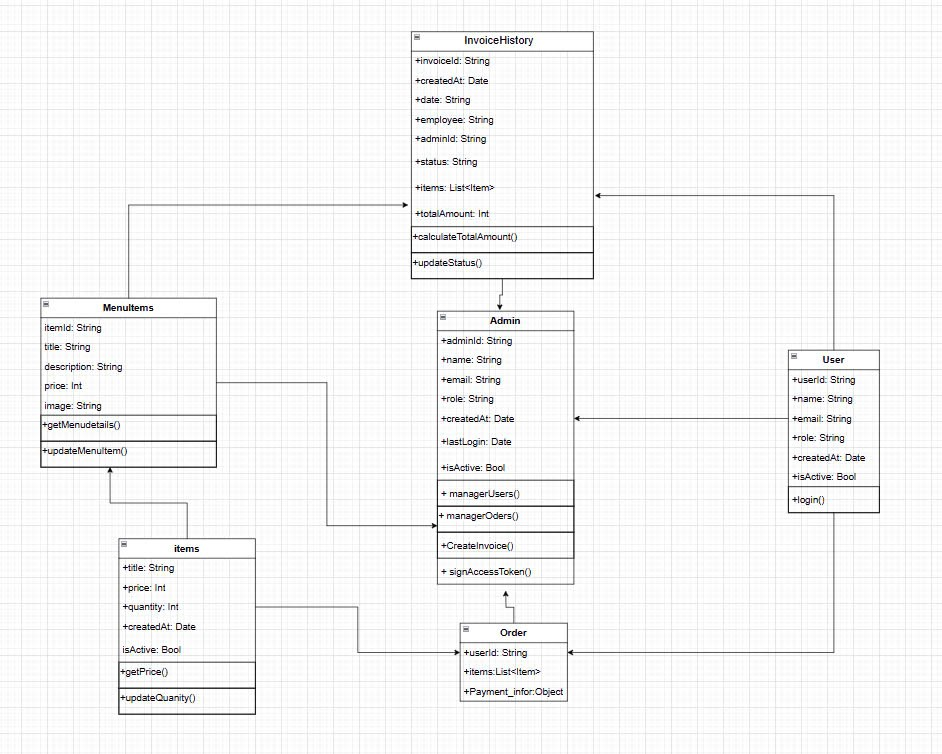 InvoiceHistory
+invoiceId: String
+createdAt: Date
+date: String
+employee: String
+adminId: String
+status: String
+items: List<Item>
+totalAmount: Int
+calculateTotalAmount()
+updateStatus()
MenuItems
itemId: String
title: String
description: String
price: Int
image: String
+getMenudetails()
+updateMenuItem()
Admin
+adminId: String
+name: String
+email: String
+role: String
+createdAt: Date
+lastLogin: Date
+isActive: Bool
+ managerUsers()
+ managerOders()
+CreateInvoice()
+ signAccessToken()
User
+userId: String
+name: String
+email: String
+role: String
+createdAt: Date
+isActive: Bool
+login()
items
+title: String
+price: Int
+quantity: Int
+createdAt: Date
isActive: Bool
+getPrice()
+updateQuanity()
Order
+userId: String
+items:List<Item>
+Payment_infor:Object